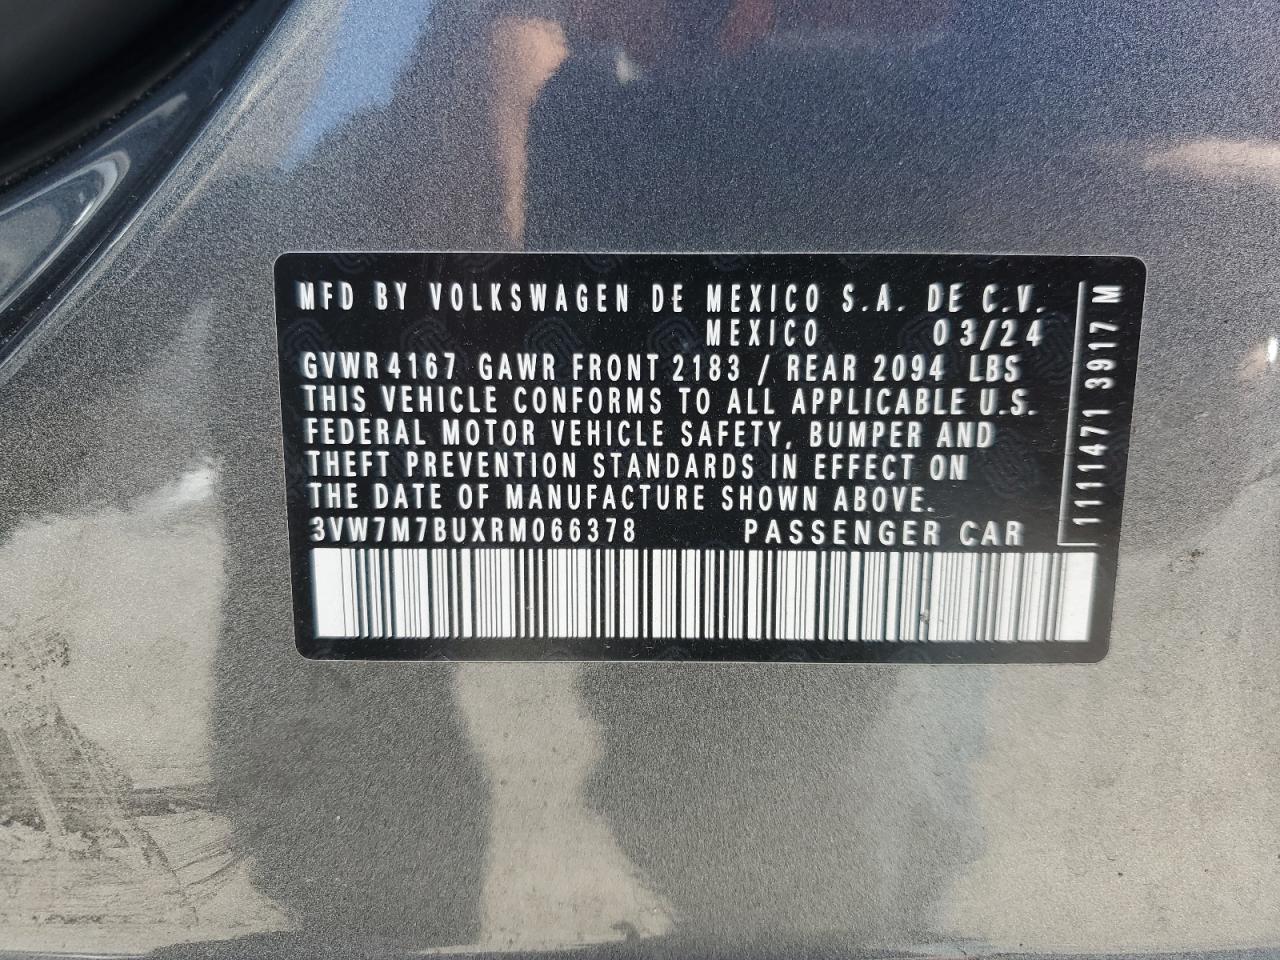 MFD BY VOLKSWAGEN DE MEXICO S.A. DE C.V.
MEXICO 03/24
GVWR 4167 GAWR FRONT 2183 / REAR 2094 LBS
THIS VEHICLE CONFORMS TO ALL APPLICABLE U.S.
FEDERAL MOTOR VEHICLE SAFETY, BUMPER AND
THEFT PREVENTION STANDARDS IN EFFECT ON
THE DATE OF MANUFACTURE SHOWN ABOVE.
3VW7M7BUXRM066378 PASSENGER CAR
111471 3917 M